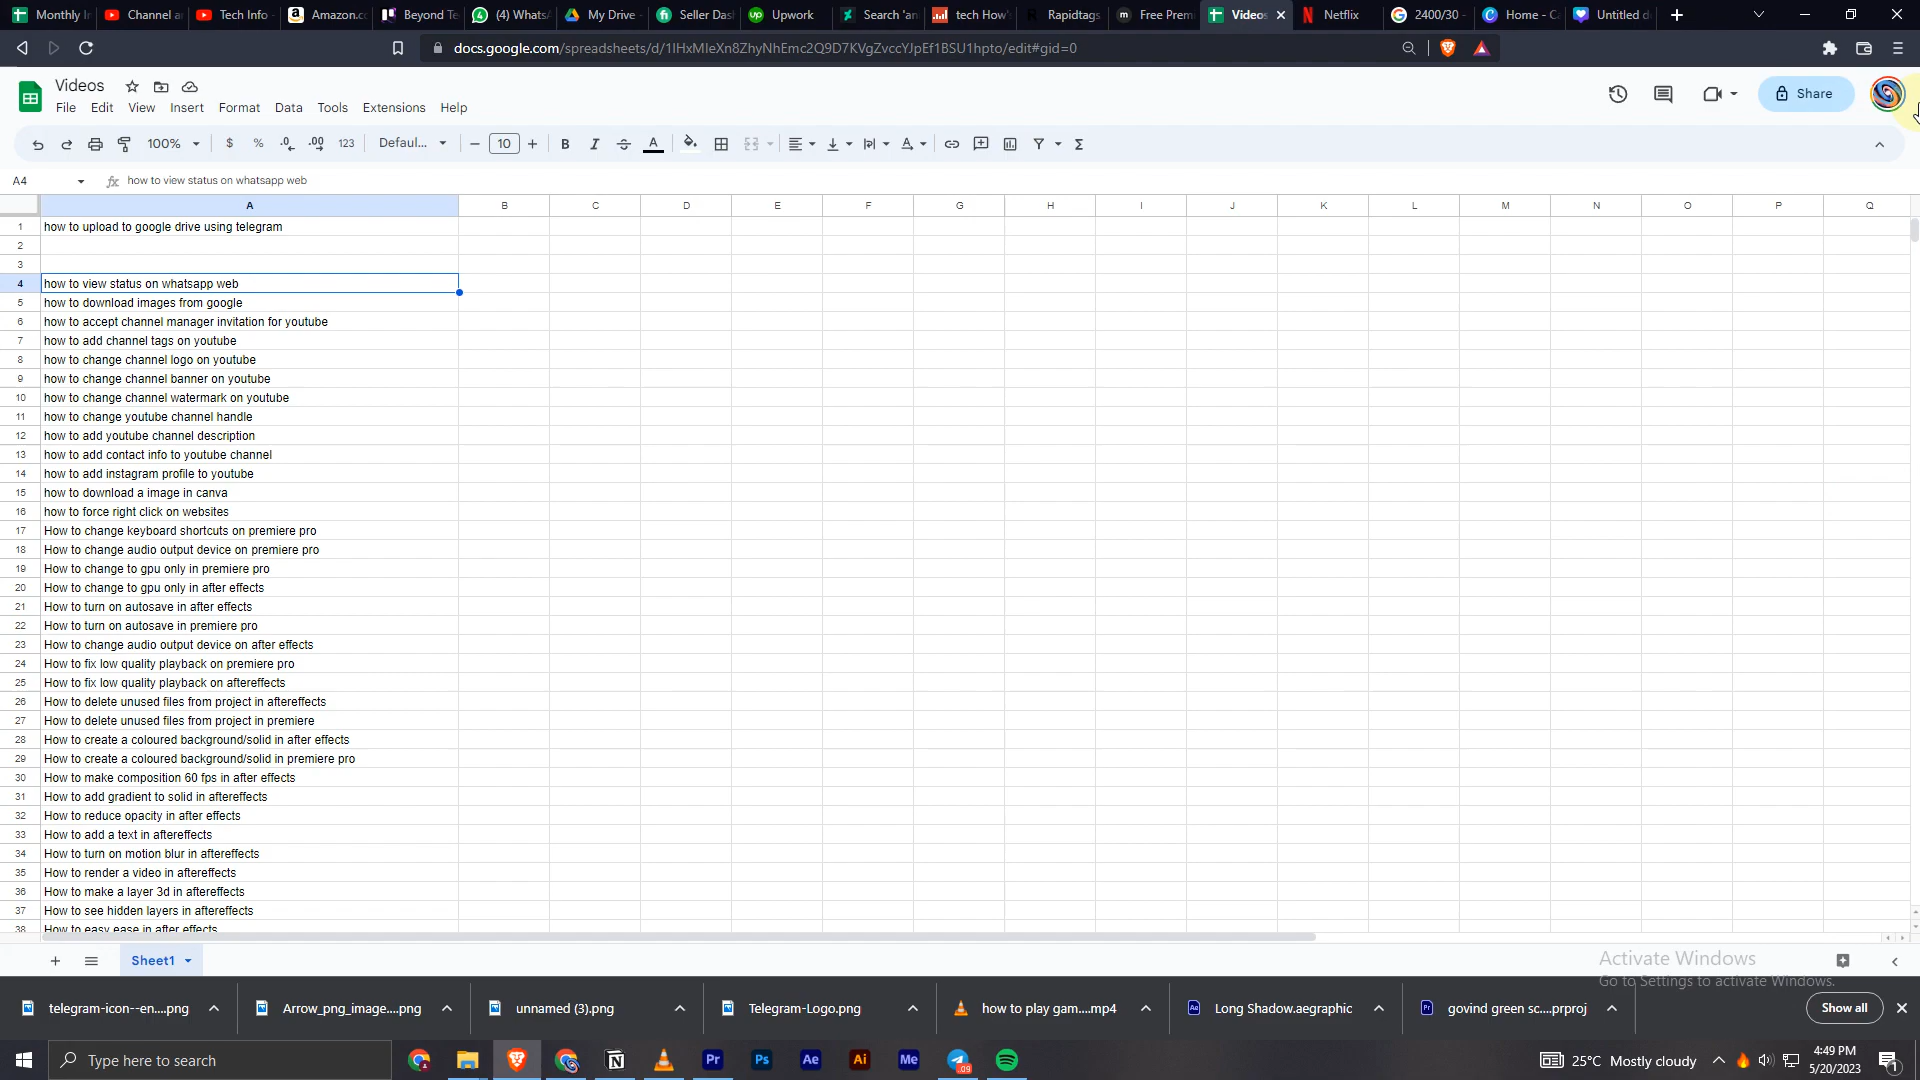 Monthly I
Channel a
Tech Info
Amazon.c
Beyond Te
(4) Whats
My Drive
Seller Das
Upwork
Search 'an
tech How
Rapidtags
Free Prem
Videos
Netflix
2400/30 -
Home - C
Untitled d
docs.google.com/spreadsheets/d/1IHxMIeXn8ZhyNhEmc2Q9D7KVgZvccYJpEf1BSU1hpto/edit#gid=0
Videos
File Edit View Insert Format Data Tools Extensions Help
Share
100% $ % .0 .00 123 Defaul... 10 B I A
A4 fx how to view status on whatsapp web
A B C D E F G H I J K L M N O P Q
1 how to upload to google drive using telegram
2
3
4 how to view status on whatsapp web
5 how to download images from google
6 how to accept channel manager invitation for youtube
7 how to add channel tags on youtube
8 how to change channel logo on youtube
9 how to change channel banner on youtube
10 how to change channel watermark on youtube
11 how to change youtube channel handle
12 how to add youtube channel description
13 how to add contact info to youtube channel
14 how to add instagram profile to youtube
15 how to download a image in canva
16 how to force right click on websites
17 How to change keyboard shortcuts on premiere pro
18 How to change audio output device on premiere pro
19 How to change to gpu only in premiere pro
20 How to change to gpu only in after effects
21 How to turn on autosave in after effects
22 How to turn on autosave in premiere pro
23 How to change audio output device on after effects
24 How to fix low quality playback on premiere pro
25 How to fix low quality playback on aftereffects
26 How to delete unused files from project in aftereffects
27 How to delete unused files from project in premiere
28 How to create a coloured background/solid in after effects
29 How to create a coloured background/solid in premiere pro
30 How to make composition 60 fps in after effects
31 How to add gradient to solid in aftereffects
32 How to reduce opacity in after effects
33 How to add a text in aftereffects
34 How to turn on motion blur in aftereffects
35 How to render a video in aftereffects
36 How to make a layer 3d in aftereffects
37 How to see hidden layers in aftereffects
38 How to easy ease in after effects
Sheet1
Activate Windows
Go to Settings to activate Windows.
telegram-icon--en....png
Arrow_png_image....png
unnamed (3).png
Telegram-Logo.png
how to play gam....mp4
Long Shadow.aegraphic
govind green sc....prproj
Show all
Type here to search
Pr Ps Ae Ai Me
.09
25°C Mostly cloudy
4:49 PM
5/20/2023
1